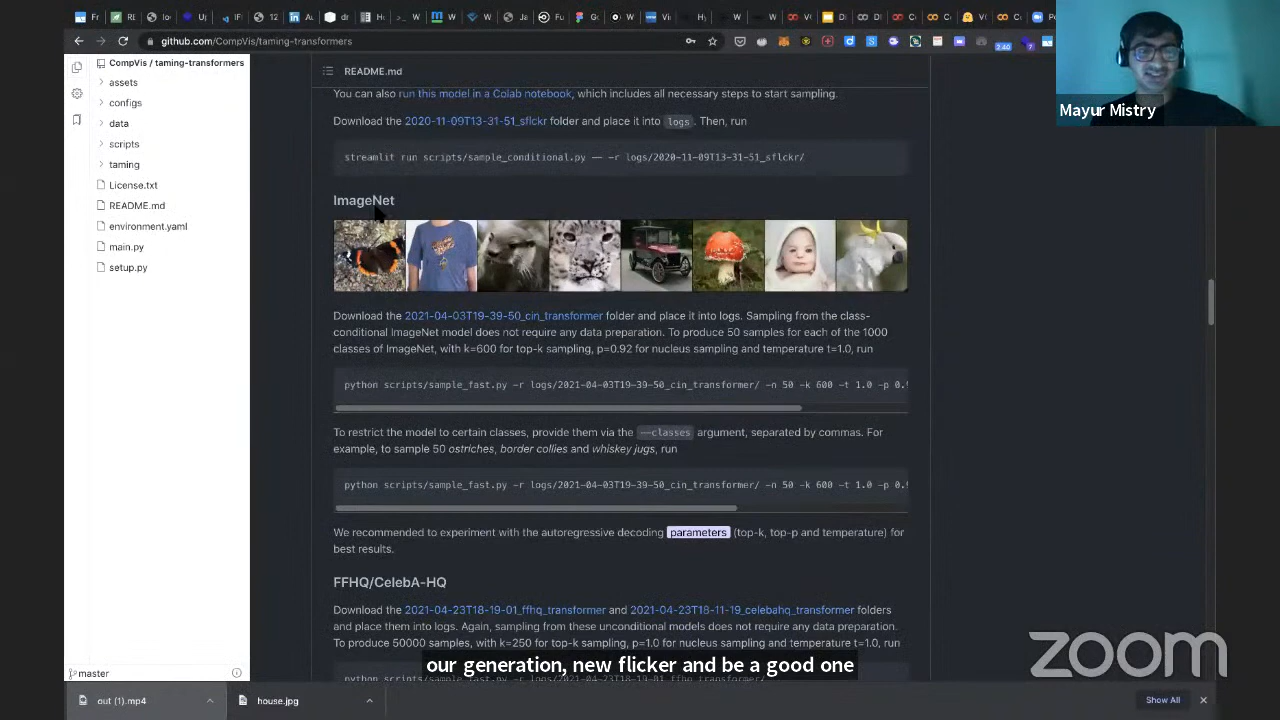 github.com/CompVis/taming-transformers
2.40
CompVis / taming-transformers
assets
configs
data
scripts
taming
License.txt
README.md
environment.yaml
main.py
setup.py
master
README.md
You can also run this model in a Colab notebook, which includes all necessary steps to start sampling.
Download the 2020-11-09T13-31-51_sflckr folder and place it into logs. Then, run
streamlit run scripts/sample_conditional.py -- -r logs/2020-11-09T13-31-51_sflckr/
ImageNet
Download the 2021-04-03T19-39-50_cin_transformer folder and place it into logs. Sampling from the class-
conditional ImageNet model does not require any data preparation. To produce 50 samples for each of the 1000
classes of ImageNet, with k=600 for top-k sampling, p=0.92 for nucleus sampling and temperature t=1.0, run
python scripts/sample_fast.py -r logs/2021-04-03T19-39-50_cin_transformer/ -n 50 -k 600 -t 1.0 -p 0.9
To restrict the model to certain classes, provide them via the --classes argument, separated by commas. For
example, to sample 50 ostriches, border collies and whiskey jugs, run
python scripts/sample_fast.py -r logs/2021-04-03T19-39-50_cin_transformer/ -n 50 -k 600 -t 1.0 -p 0.9
We recommended to experiment with the autoregressive decoding parameters (top-k, top-p and temperature) for
best results.
FFHQ/CelebA-HQ
Download the 2021-04-23T18-19-01_ffhq_transformer and 2021-04-23T18-11-19_celebahq_transformer folders
and place them into logs. Again, sampling from these unconditional models does not require any data preparation.
To produce 50000 samples, with k=250 for top-k sampling, p=1.0 for nucleus sampling and temperature t=1.0, run
our generation, new flicker and be a good one
Mayur Mistry
zoom
out (1).mp4
house.jpg
Show All